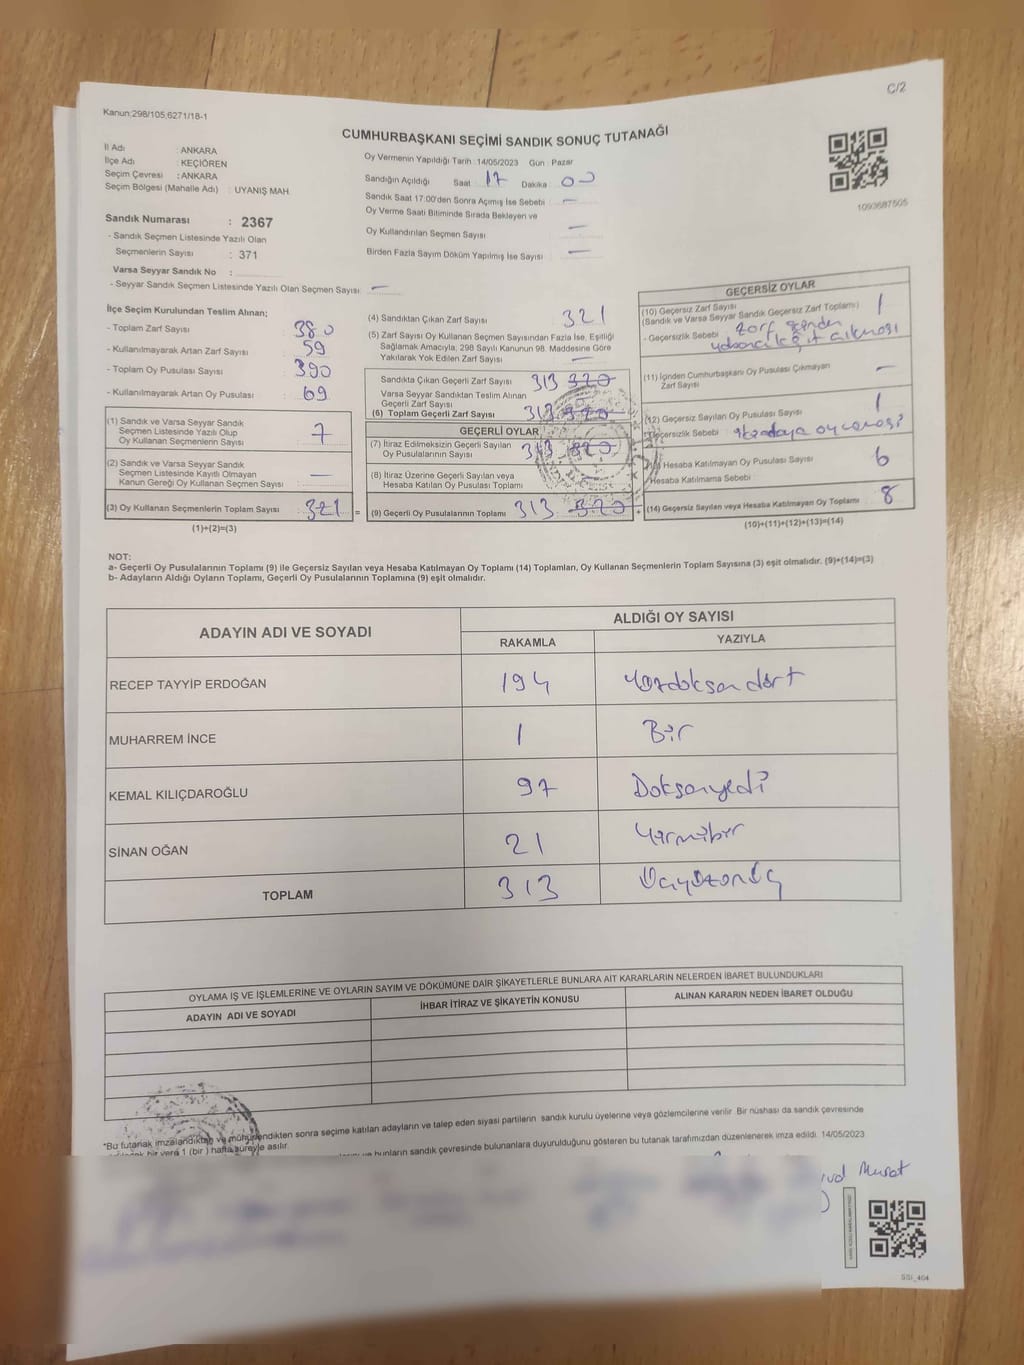 C/2
Kanun:298/105,6271/18-1
CUMHURBAŞKANI SEÇİMİ SANDIK SONUÇ TUTANAĞI
İl Adı : ANKARA
İlçe Adı : KEÇİÖREN
Seçim Çevresi : ANKARA
Seçim Bölgesi (Mahalle Adı) : UYANIŞ MAH.
Sandık Numarası : 2367
- Sandık Seçmen Listesinde Yazılı Olan
Seçmenlerin Sayısı : 371
Varsa Seyyar Sandık No :
- Seyyar Sandık Seçmen Listesinde Yazılı Olan Seçmen Sayısı: —
Oy Vermenin Yapıldığı Tarih : 14/05/2023 Gün : Pazar
Sandığın Açıldığı Saat 17 Dakika 00
Sandık Saat 17:00'den Sonra Açımış İse Sebebi —
Oy Verme Saati Bitiminde Sırada Bekleyen ve
Oy Kullandırılan Seçmen Sayısı —
Birden Fazla Sayım Döküm Yapılmış İse Sayısı —
1093687505
İlçe Seçim Kurulundan Teslim Alınan;
- Toplam Zarf Sayısı : 380
- Kullanılmayarak Artan Zarf Sayısı : 59
- Toplam Oy Pusulası Sayısı : 390
- Kullanılmayarak Artan Oy Pusulası : 69
(1) Sandık ve Varsa Seyyar Sandık
Seçmen Listesinde Yazılı Olup
Oy Kullanan Seçmenlerin Sayısı : 7
(2) Sandık ve Varsa Seyyar Sandık
Seçmen Listesinde Kayıtlı Olmayan
Kanun Gereği Oy Kullanan Seçmen Sayısı : —
(3) Oy Kullanan Seçmenlerin Toplam Sayısı : 321 =
(1)+(2)=(3)
(4) Sandıktan Çıkan Zarf Sayısı 321
(5) Zarf Sayısı Oy Kullanan Seçmen Sayısından Fazla İse, Eşitliği
Sağlamak Amacıyla, 298 Sayılı Kanunun 98. Maddesine Göre
Yakılarak Yok Edilen Zarf Sayısı —
Sandıkta Çıkan Geçerli Zarf Sayısı 313 320
Varsa Seyyar Sandıktan Teslim Alınan
Geçerli Zarf Sayısı
(6) Toplam Geçerli Zarf Sayısı 313 320
GEÇERLİ OYLAR
(7) İtiraz Edilmeksizin Geçerli Sayılan
Oy Pusulalarının Sayısı 313 320
(8) İtiraz Üzerine Geçerli Sayılan veya
Hesaba Katılan Oy Pusulası Toplamı
(9) Geçerli Oy Pusulalarının Toplamı 313 320 +
GEÇERSİZ OYLAR
(10) Geçersiz Zarf Sayısı
(Sandık ve Varsa Seyyar Sandık Geçersiz Zarf Toplamı) 1
- Geçersizlik Sebebi zarf içinden
yabancı kağıt çıkması
(11) İçinden Cumhurbaşkanı Oy Pusulası Çıkmayan
Zarf Sayısı —
(12) Geçersiz Sayılan Oy Pusulası Sayısı 1
Geçersizlik Sebebi
Hesaba Katılmayan Oy Pusulası Sayısı 6
Hesaba Katılmama Sebebi
(14) Geçersiz Sayılan veya Hesaba Katılmayan Oy Toplamı 8
(10)+(11)+(12)+(13)=(14)
NOT:
a- Geçerli Oy Pusulalarının Toplamı (9) ile Geçersiz Sayılan veya Hesaba Katılmayan Oy Toplamı (14) Toplamları, Oy Kullanan Seçmenlerin Toplam Sayısına (3) eşit olmalıdır. (9)+(14)=(3)
b- Adayların Aldığı Oyların Toplamı, Geçerli Oy Pusulalarının Toplamına (9) eşit olmalıdır.
ADAYIN ADI VE SOYADI
ALDIĞI OY SAYISI
RAKAMLA YAZIYLA
RECEP TAYYİP ERDOĞAN 194 Yüzdoksandört
MUHARREM İNCE 1 Bir
KEMAL KILIÇDAROĞLU 97 Doksanyedi
SİNAN OĞAN 21 Yirmibir
TOPLAM 313 Üçyüzonüç
OYLAMA İŞ VE İŞLEMLERİNE VE OYLARIN SAYIM VE DÖKÜMÜNE DAİR ŞİKAYETLERLE BUNLARA AİT KARARLARIN NELERDEN İBARET BULUNDUKLARI
ADAYIN ADI VE SOYADI İHBAR İTİRAZ VE ŞİKAYETİN KONUSU ALINAN KARARIN NEDEN İBARET OLDUĞU
*Bu tutanak imzalandıktan ve mühürlendikten sonra seçime katılan adayların ve talep eden siyasi partilerin sandık kurulu üyelerine veya gözlemcilerine verilir. Bir nüshası da sandık çevresinde
bir yere 1 (bir) hafta süreyle asılır.
bunların sandık çevresinde bulunanlara duyurulduğunu gösteren bu tutanak tarafımızdan düzenlenerek imza edildi. 14/05/2023
Murat
SSI_404